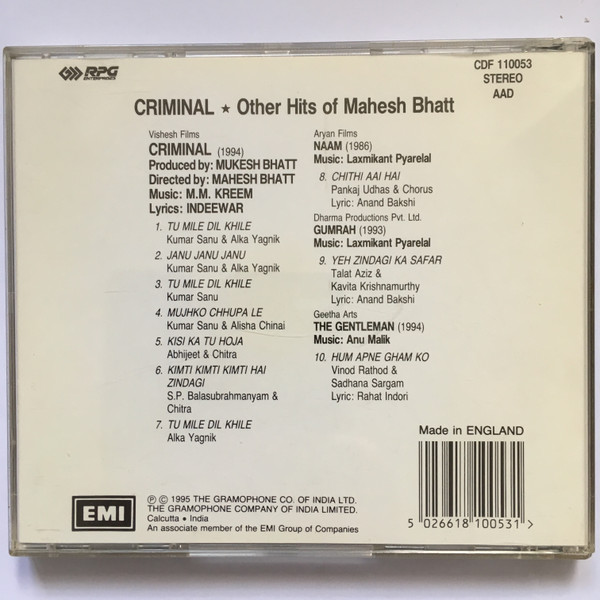 RPG
ENTERPRISES
CDF 110053
STEREO
AAD
CRIMINAL ★ Other Hits of Mahesh Bhatt
Vishesh Films
CRIMINAL (1994)
Produced by: MUKESH BHATT
Directed by: MAHESH BHATT
Music: M.M. KREEM
Lyrics: INDEEWAR
1. TU MILE DIL KHILE
Kumar Sanu & Alka Yagnik
2. JANU JANU JANU
Kumar Sanu & Alka Yagnik
3. TU MILE DIL KHILE
Kumar Sanu
4. MUJHKO CHHUPA LE
Kumar Sanu & Alisha Chinai
5. KISI KA TU HOJA
Abhijeet & Chitra
6. KIMTI KIMTI KIMTI HAI
ZINDAGI
S.P. Balasubrahmanyam &
Chitra
7. TU MILE DIL KHILE
Alka Yagnik
Aryan Films
NAAM (1986)
Music: Laxmikant Pyarelal
8. CHITHI AAI HAI
Pankaj Udhas & Chorus
Lyric: Anand Bakshi
Dharma Productions Pvt. Ltd.
GUMRAH (1993)
Music: Laxmikant Pyarelal
9. YEH ZINDAGI KA SAFAR
Talat Aziz &
Kavita Krishnamurthy
Lyric: Anand Bakshi
Geetha Arts
THE GENTLEMAN (1994)
Music: Anu Malik
10. HUM APNE GHAM KO
Vinod Rathod &
Sadhana Sargam
Lyric: Rahat Indori
Made in ENGLAND
5 026618 100531 >
EMI
℗ © 1995 THE GRAMOPHONE CO. OF INDIA LTD.
THE GRAMOPHONE COMPANY OF INDIA LIMITED.
Calcutta • India
An associate member of the EMI Group of Companies